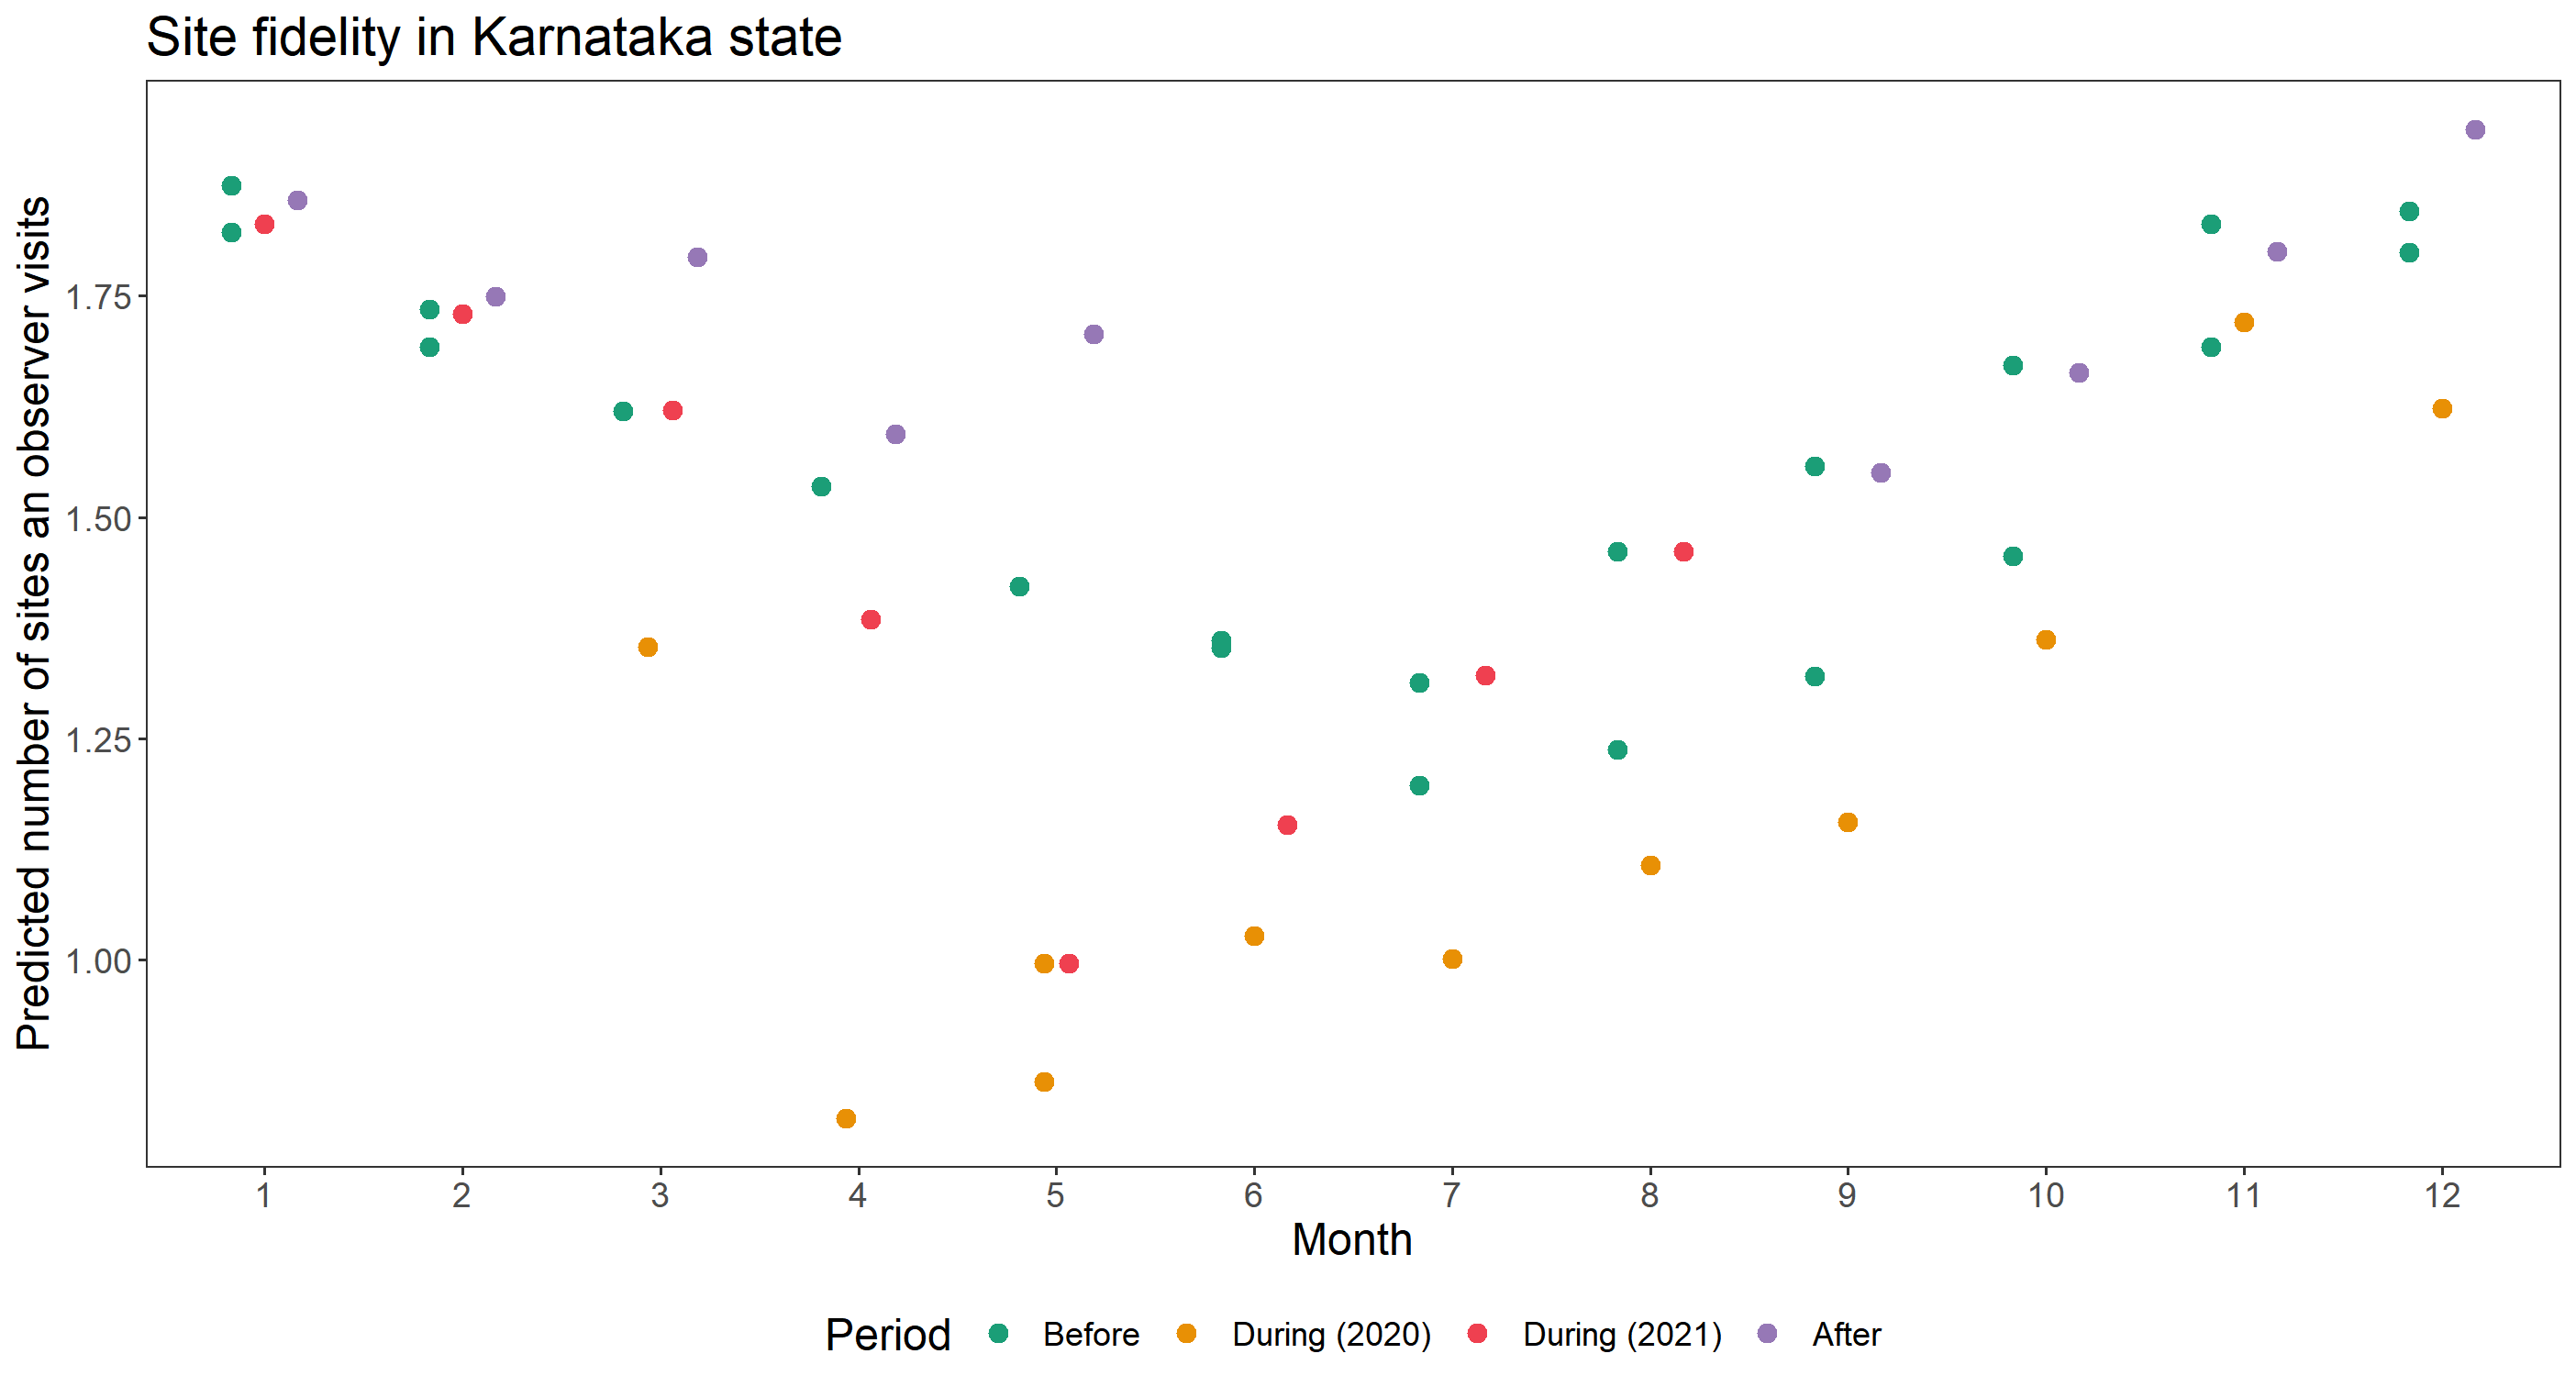 Site fidelity in Karnataka state
Predicted number of sites an observer visits
1.75
1.50
1.25
1.00
1 2 3 4 5 6 7 8 9 10 11 12
Month
Period Before During (2020) During (2021) After